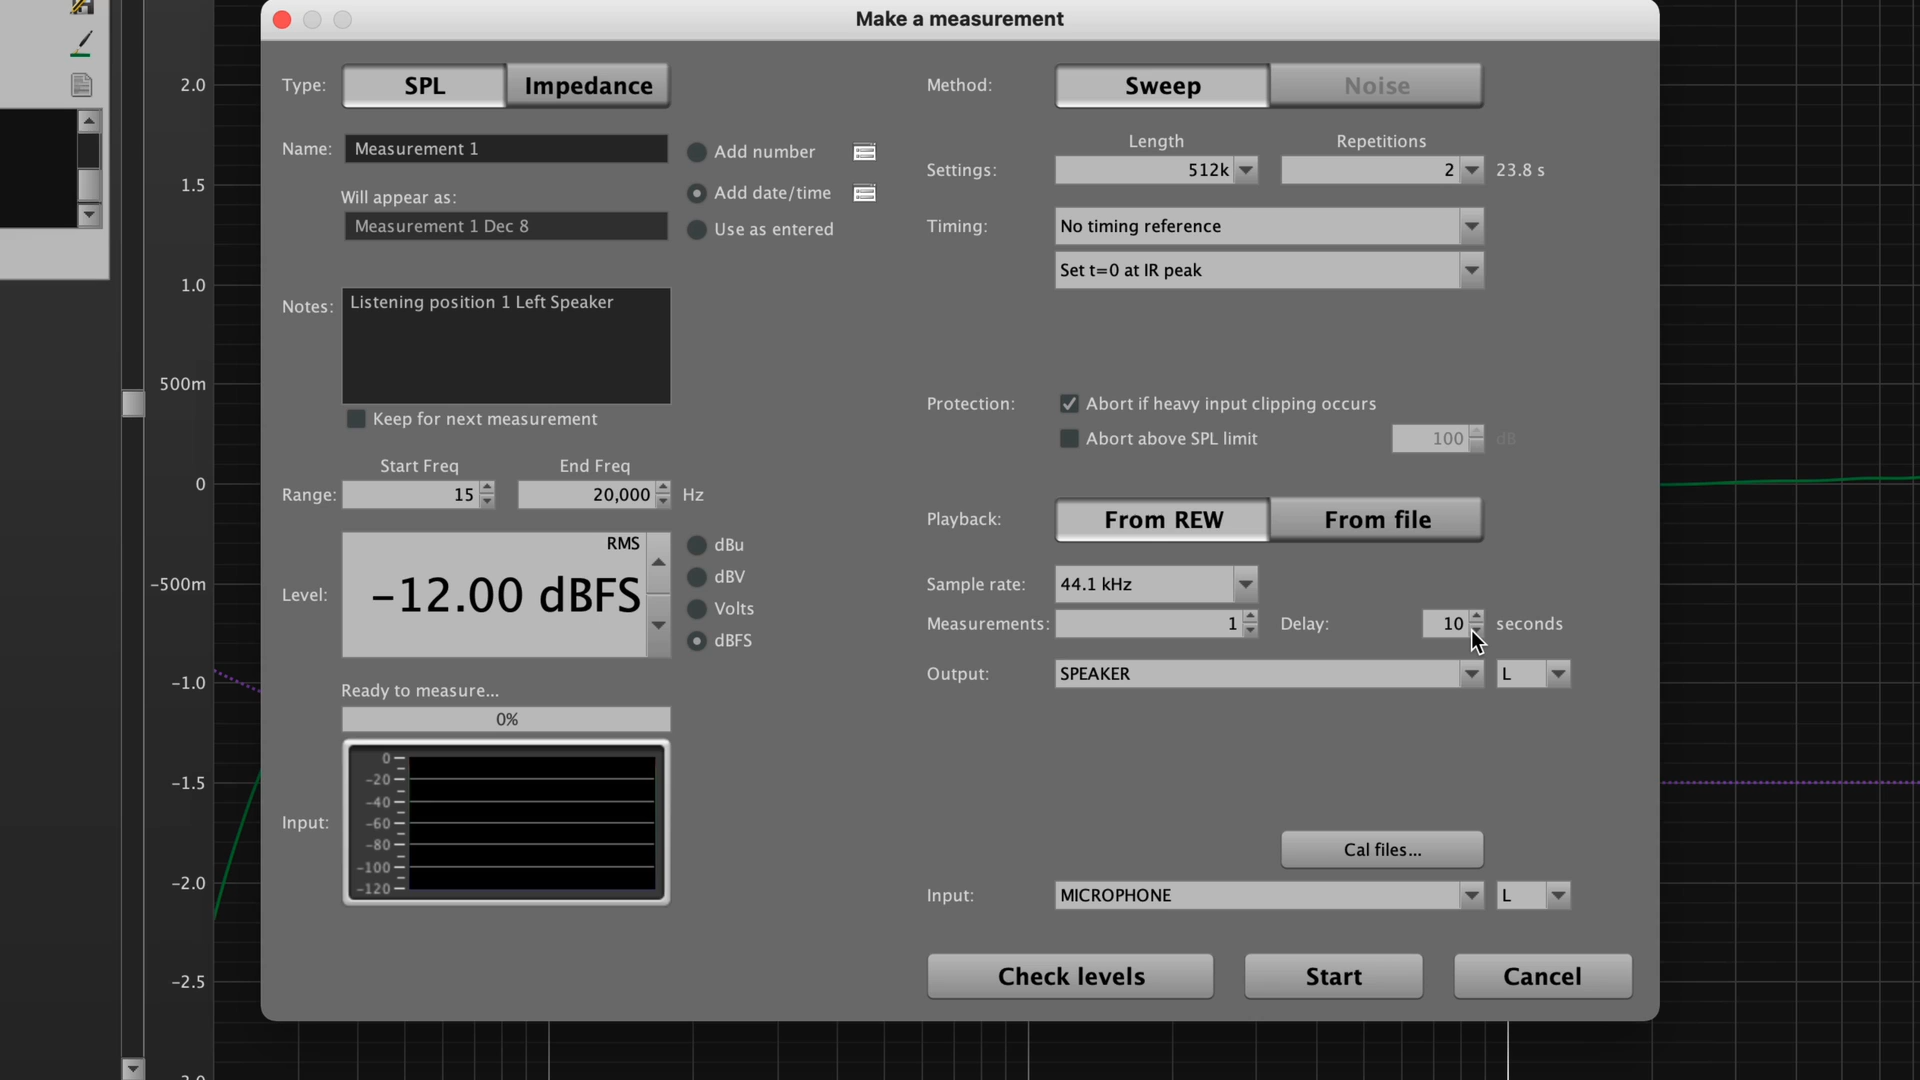 Make a measurement
Type: SPL Impedance
Name: Measurement 1
Add number
Will appear as:
Add date/time
Measurement 1 Dec 8
Use as entered
Notes: Listening position 1 Left Speaker
Keep for next measurement
Start Freq End Freq
Range: 15 20,000 Hz
RMS
Level: -12.00 dBFS
dBu
dBV
Volts
dBFS
Ready to measure...
0%
Input:
0
-20
-40
-60
-80
-100
-120
Method: Sweep Noise
Length Repetitions
Settings: 512k 2 23.8 s
Timing: No timing reference
Set t=0 at IR peak
Protection: Abort if heavy input clipping occurs
Abort above SPL limit 100 dB
Playback: From REW From file
Sample rate: 44.1 kHz
Measurements: 1 Delay: 10 seconds
Output: SPEAKER L
Cal files...
Input: MICROPHONE L
Check levels Start Cancel
2.0
1.5
1.0
500m
0
-500m
-1.0
-1.5
-2.0
-2.5